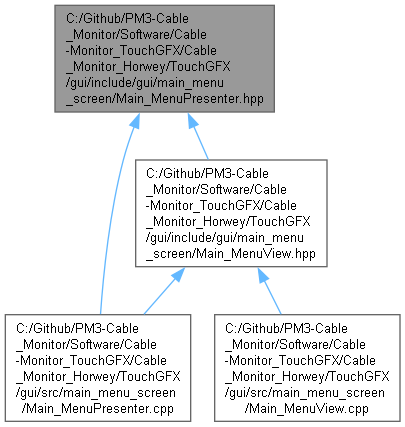 C:/Github/PM3-Cable
_Monitor/Software/Cable
-Monitor_TouchGFX/Cable
_Monitor_Horwey/TouchGFX
/gui/include/gui/main_menu
_screen/Main_MenuPresenter.hpp
C:/Github/PM3-Cable
_Monitor/Software/Cable
-Monitor_TouchGFX/Cable
_Monitor_Horwey/TouchGFX
/gui/include/gui/main_menu
_screen/Main_MenuView.hpp
C:/Github/PM3-Cable
_Monitor/Software/Cable
-Monitor_TouchGFX/Cable
_Monitor_Horwey/TouchGFX
/gui/src/main_menu_screen
/Main_MenuPresenter.cpp
C:/Github/PM3-Cable
_Monitor/Software/Cable
-Monitor_TouchGFX/Cable
_Monitor_Horwey/TouchGFX
/gui/src/main_menu_screen
/Main_MenuView.cpp